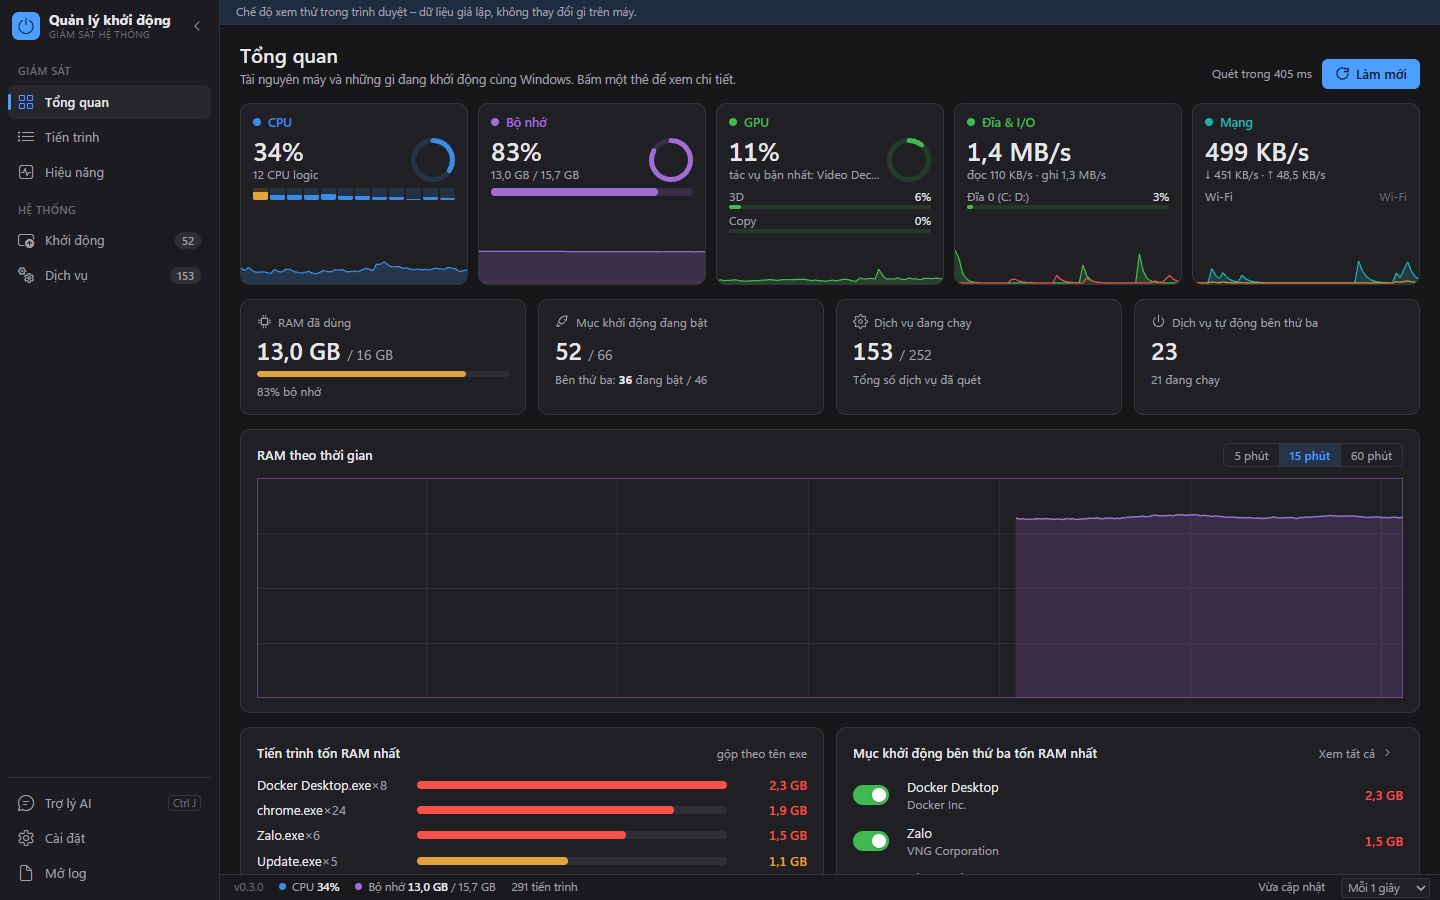 Quản lý khởi động
GIÁM SÁT HỆ THỐNG
Chế độ xem thử trong trình duyệt – dữ liệu giả lập, không thay đổi gì trên máy.
GIÁM SÁT
Tổng quan
Tiến trình
Hiệu năng
HỆ THỐNG
Khởi động 52
Dịch vụ 153
Trợ lý AI Ctrl J
Cài đặt
Mở log
Tổng quan
Tài nguyên máy và những gì đang khởi động cùng Windows. Bấm một thẻ để xem chi tiết.
Quét trong 405 ms
Làm mới
CPU
34%
12 CPU logic
Bộ nhớ
83%
13,0 GB / 15,7 GB
GPU
11%
tác vụ bận nhất: Video Dec...
3D 6%
Copy 0%
Đĩa & I/O
1,4 MB/s
đọc 110 KB/s · ghi 1,3 MB/s
Đĩa 0 (C: D:) 3%
Mạng
499 KB/s
↓ 451 KB/s · ↑ 48,5 KB/s
Wi-Fi Wi-Fi
RAM đã dùng
13,0 GB / 16 GB
83% bộ nhớ
Mục khởi động đang bật
52 / 66
Bên thứ ba: 36 đang bật / 46
Dịch vụ đang chạy
153 / 252
Tổng số dịch vụ đã quét
Dịch vụ tự động bên thứ ba
23
21 đang chạy
RAM theo thời gian
5 phút 15 phút 60 phút
Tiến trình tốn RAM nhất gộp theo tên exe
Docker Desktop.exe×8 2,3 GB
chrome.exe×24 1,9 GB
Zalo.exe×6 1,5 GB
Update.exe×5 1,1 GB
Mục khởi động bên thứ ba tốn RAM nhất Xem tất cả
Docker Desktop
Docker Inc.
2,3 GB
Zalo
VNG Corporation
1,5 GB
v0.3.0 CPU 34% Bộ nhớ 13,0 GB / 15,7 GB 291 tiến trình
Vừa cập nhật Mỗi 1 giây